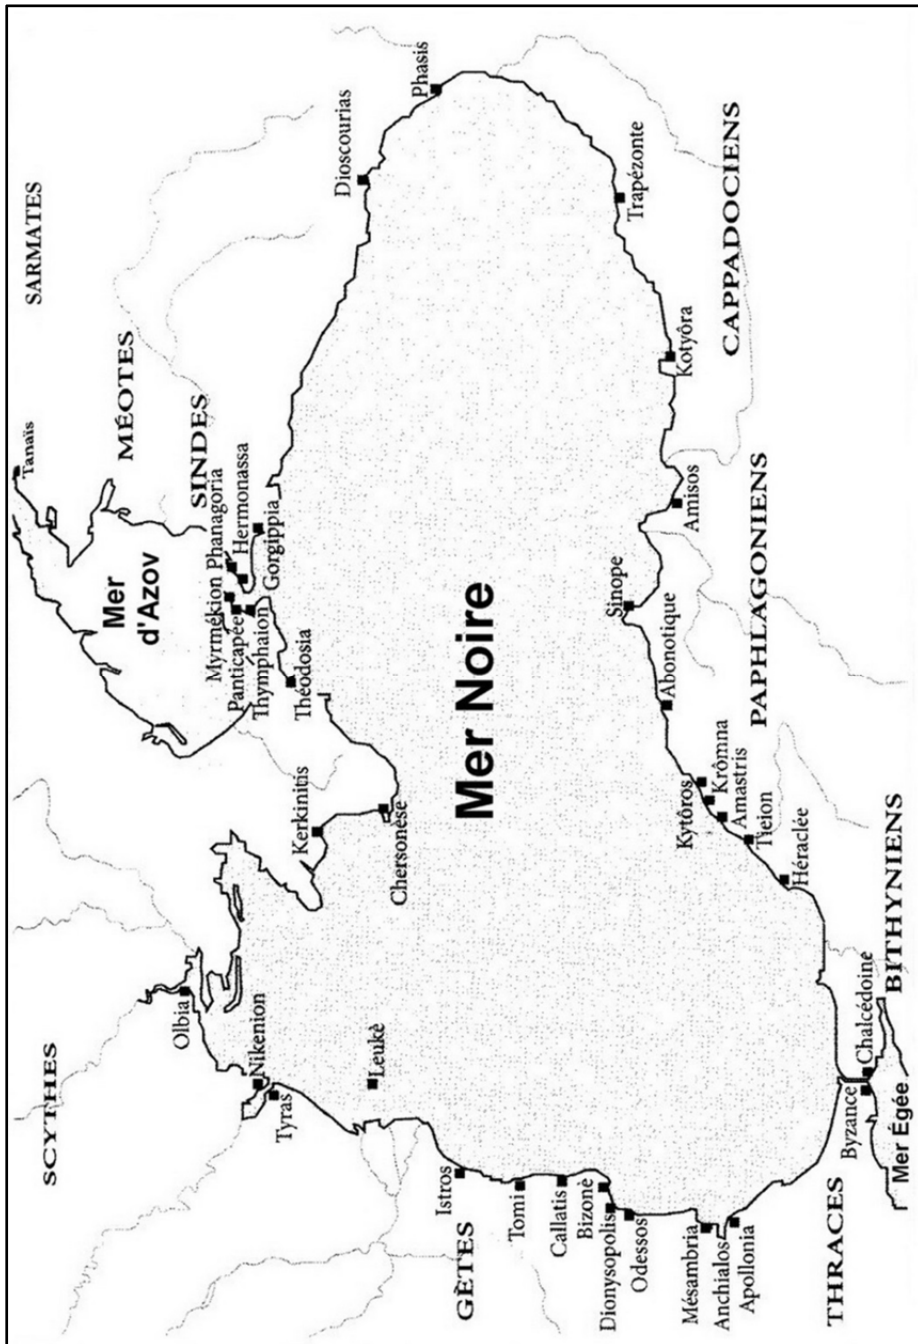 SCYTHES
SARMATES
Tanaïs
MÉOTES
Mer
d'Azov
SINDES
Olbia
Nikenion
Tyras
Myrmékion
Phanagoria
Panticapée
Hermonassa
Thymphaion
Gorgippia
Théodosia
Kerkinitis
Chersonèse
Dioscourias
Phasis
Leukè
Istros
GÈTES
Tomi
Callatis
Bizonè
Dionysopolis
Odessos
Mésambria
Anchialos
Apollonia
Mer Noire
Trapézonte
Kotyôra
CAPPADOCIENS
Amisos
Sinope
Abonotique
PAPHLAGONIENS
Kytôros
Krômna
Amastris
Tieion
Héraclée
THRACES
BITHYNIENS
Byzance
Chalcédoine
Mer Égée